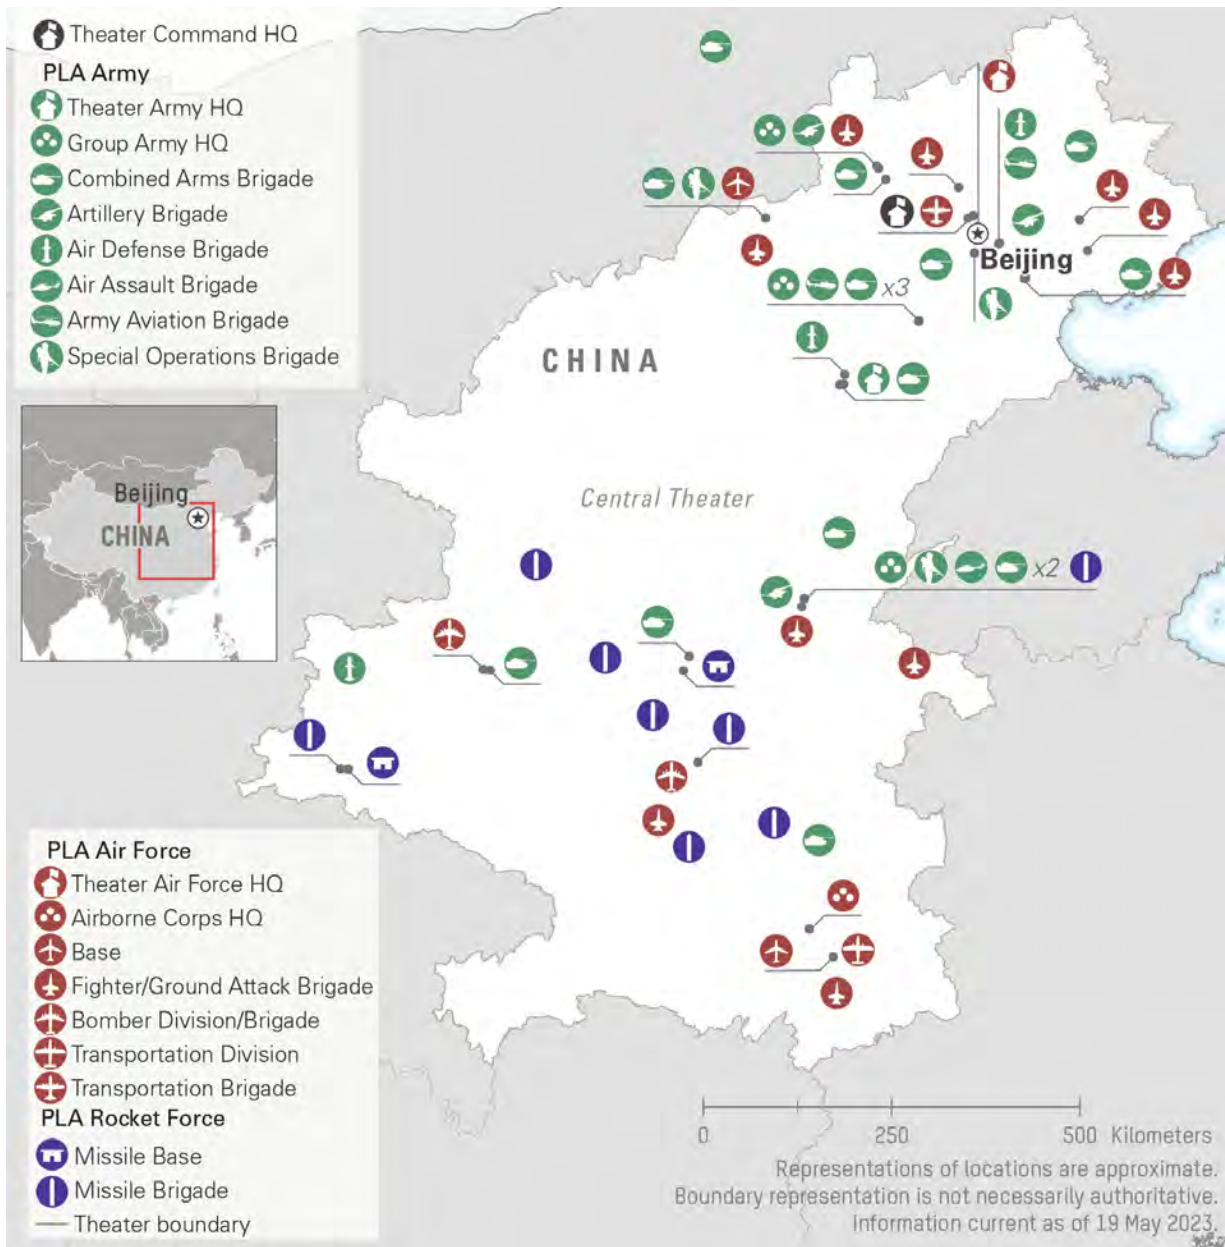 Theater Command HQ
PLA Army
Theater Army HQ
Group Army HQ
Combined Arms Brigade
Artillery Brigade
Air Defense Brigade
Air Assault Brigade
Army Aviation Brigade
Special Operations Brigade
Beijing
x3
CHINA
Beijing
CHINA
Central Theater
x2
PLA Air Force
Theater Air Force HQ
Airborne Corps HQ
Base
Fighter/Ground Attack Brigade
Bomber Division/Brigade
Transportation Division
Transportation Brigade
PLA Rocket Force
Missile Base
Missile Brigade
Theater boundary
0 250 500 Kilometers
Representations of locations are approximate.
Boundary representation is not necessarily authoritative.
Information current as of 19 May 2023.